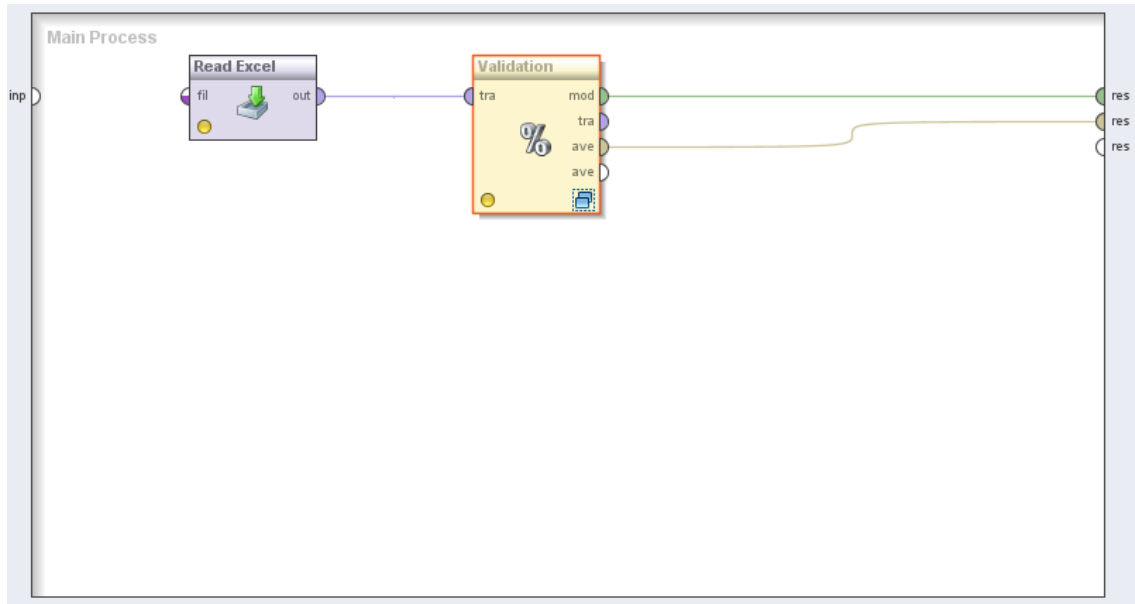 Main Process
Read Excel
Validation
inp
fil
out
tra
mod
res
tra
res
%
ave
res
ave